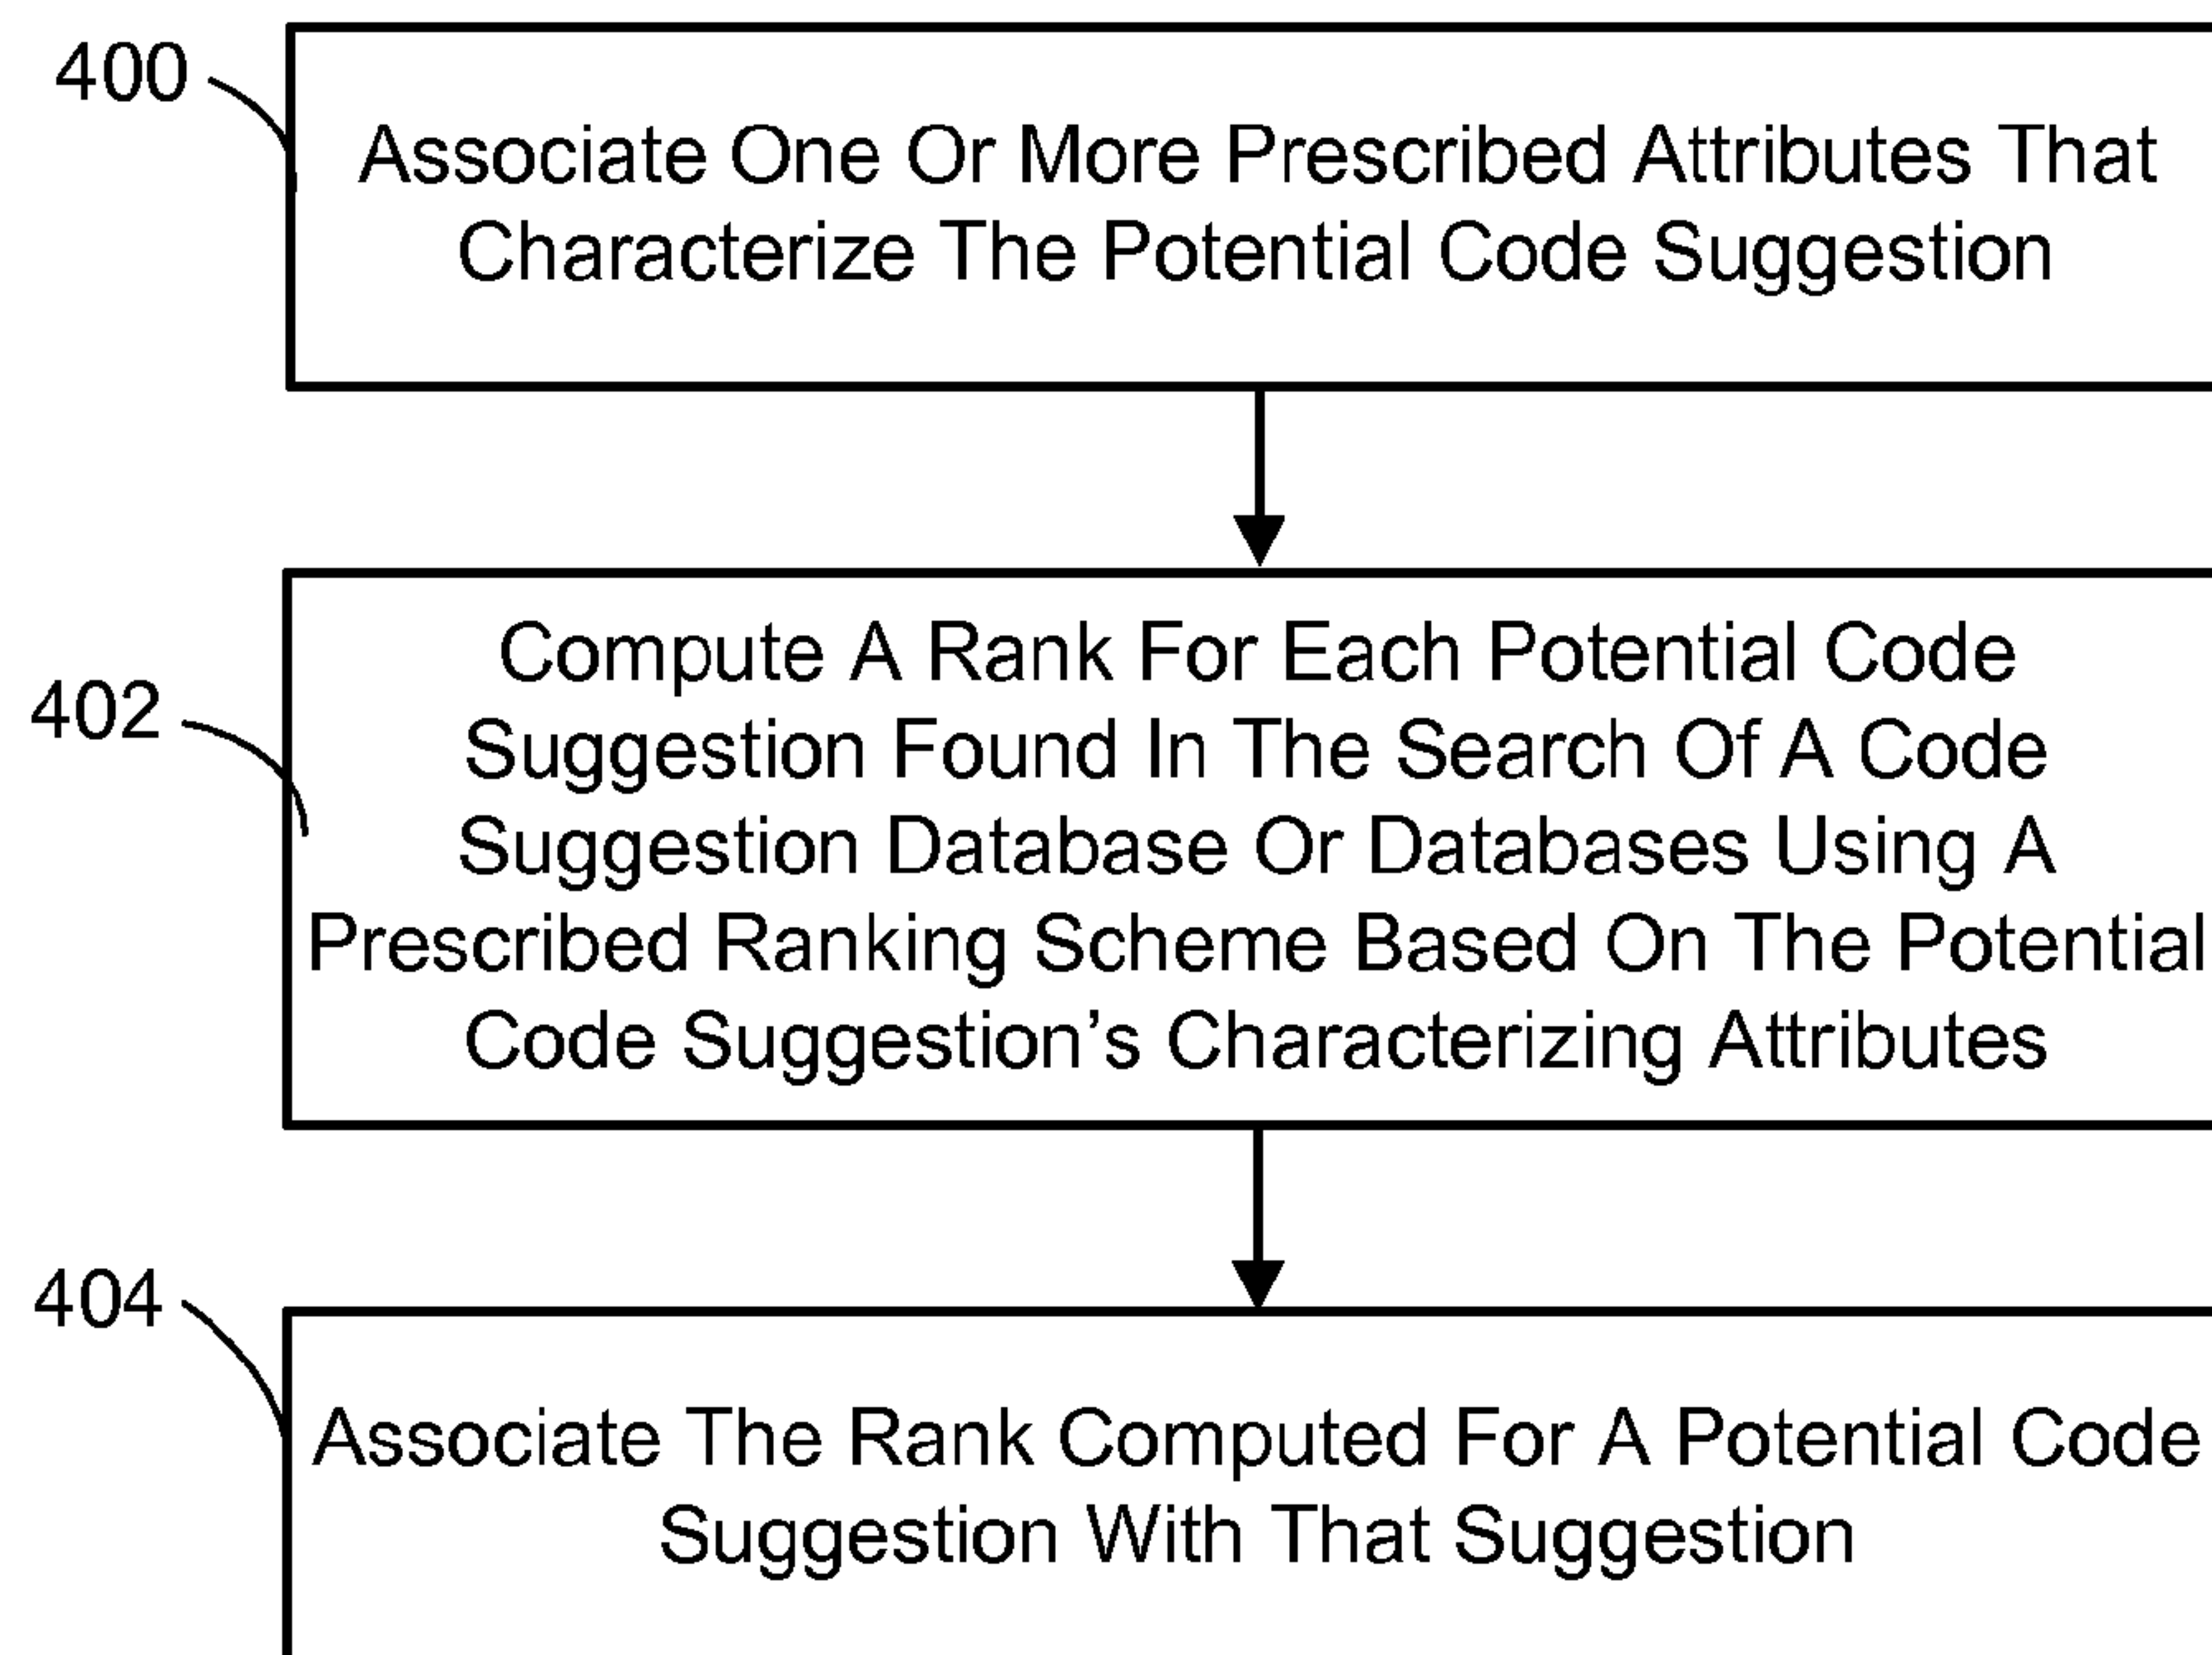 400
Associate One Or More Prescribed Attributes That
Characterize The Potential Code Suggestion
402
Compute A Rank For Each Potential Code
Suggestion Found In The Search Of A Code
Suggestion Database Or Databases Using A
Prescribed Ranking Scheme Based On The Potential
Code Suggestion’s Characterizing Attributes
404
Associate The Rank Computed For A Potential Code
Suggestion With That Suggestion